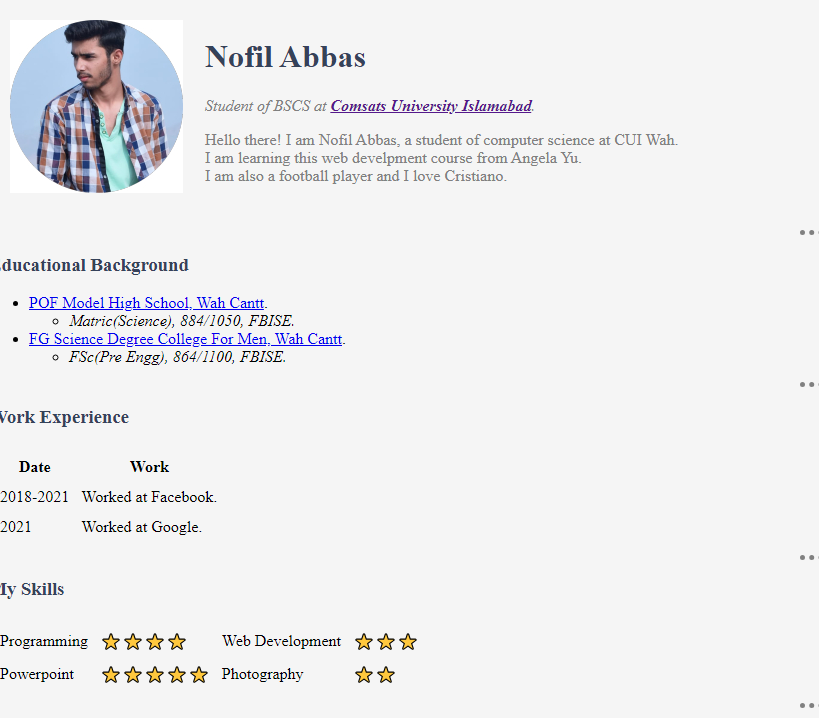 Nofil Abbas
Student of BSCS at Comsats University Islamabad.
Hello there! I am Nofil Abbas, a student of computer science at CUI Wah.
I am learning this web develpment course from Angela Yu.
I am also a football player and I love Cristiano.
Educational Background
POF Model High School, Wah Cantt.
Matric(Science), 884/1050, FBISE.
FG Science Degree College For Men, Wah Cantt.
FSc(Pre Engg), 864/1100, FBISE.
Work Experience
Date Work
2018-2021 Worked at Facebook.
2021 Worked at Google.
My Skills
Programming Web Development
Powerpoint Photography